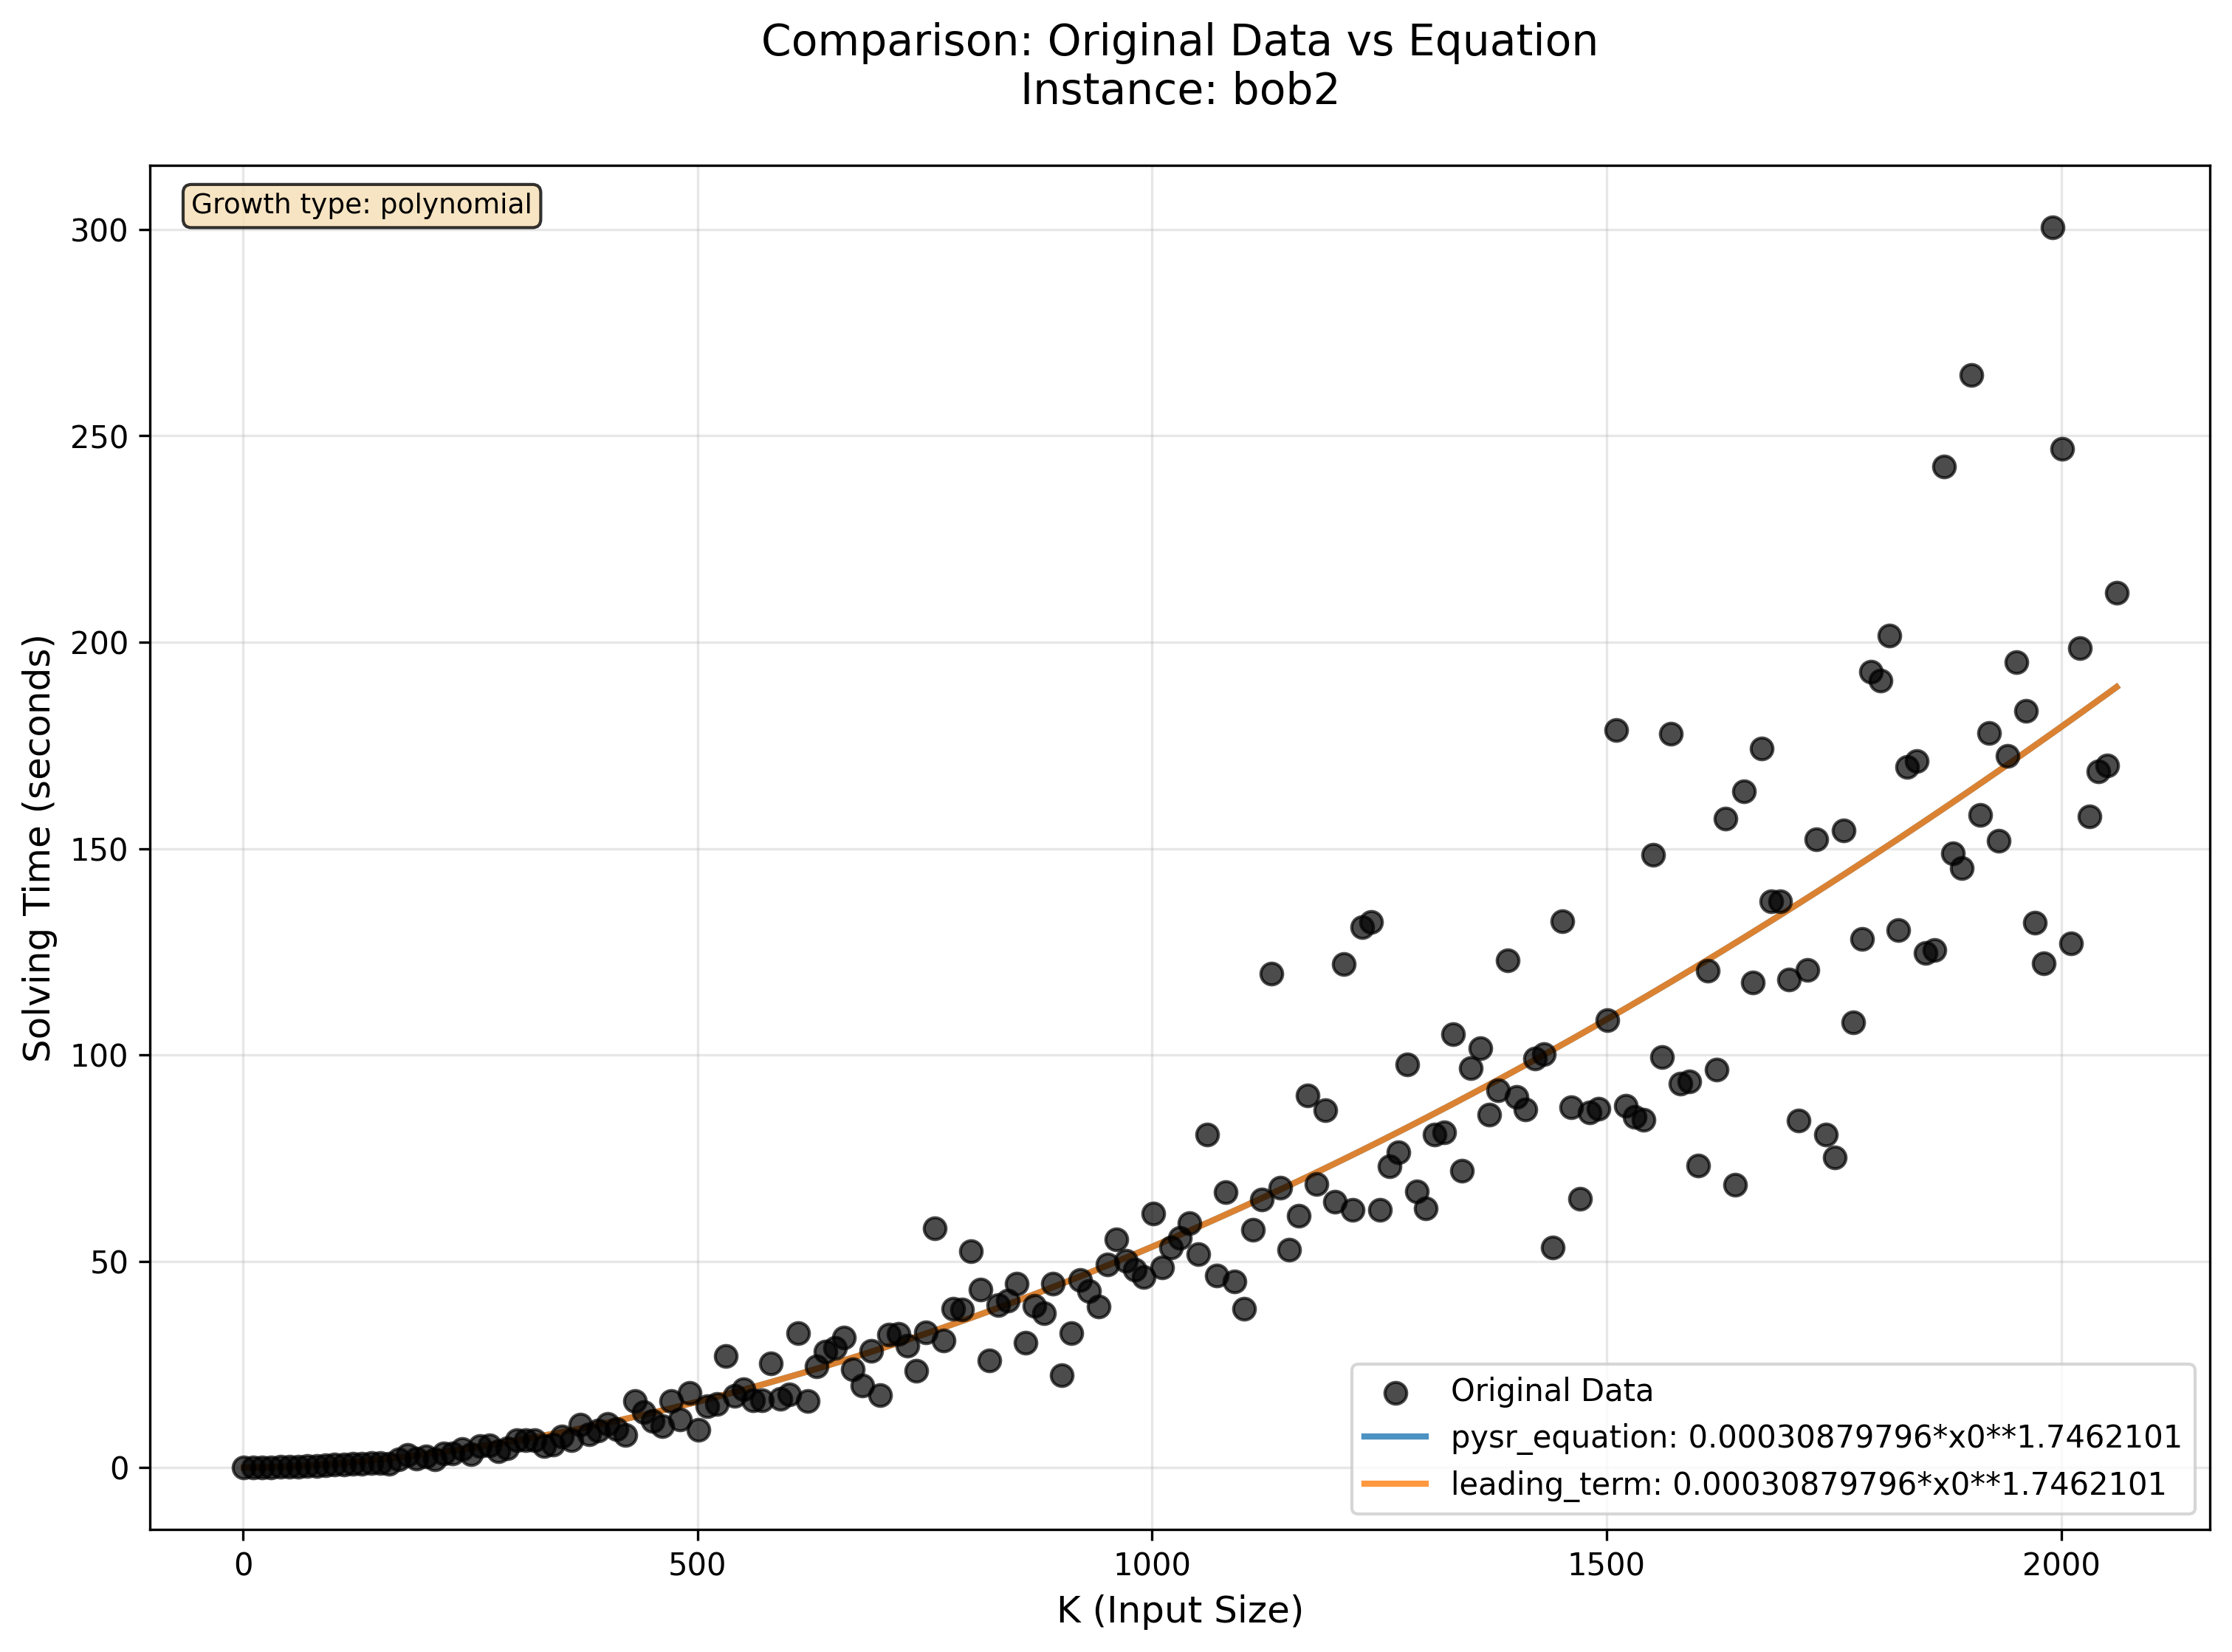 Comparison: Original Data vs Equation
Instance: bob2
Growth type: polynomial
300
250
200
150
100
50
0
Solving Time (seconds)
0
500
1000
1500
2000
K (Input Size)
Original Data
pysr_equation: 0.00030879796*x0**1.7462101
leading_term: 0.00030879796*x0**1.7462101